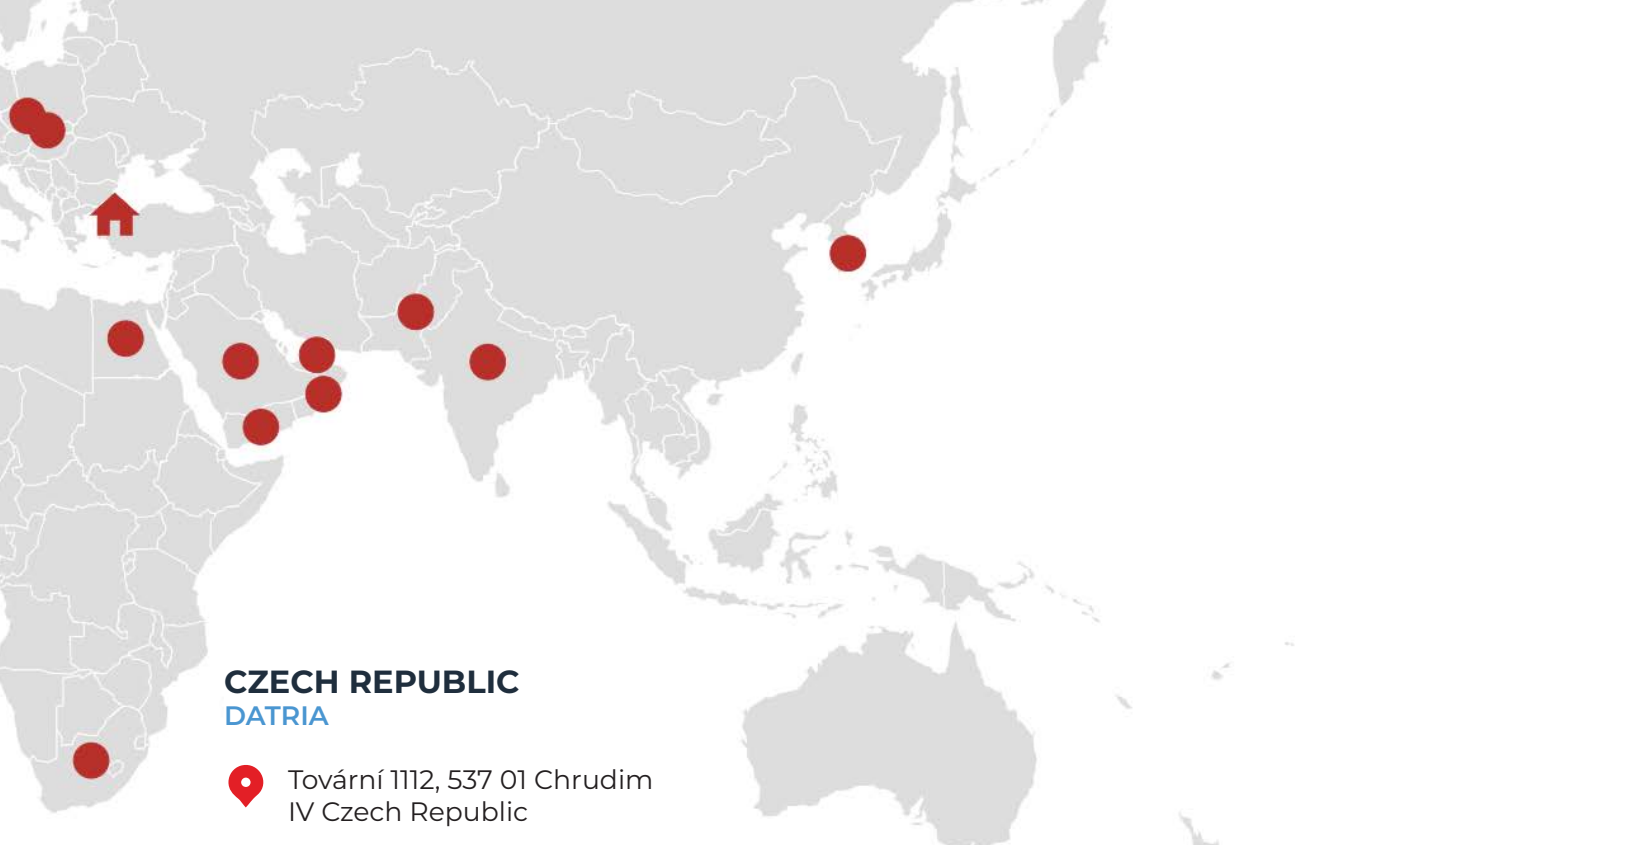 CZECH REPUBLIC
DATRIA
Tovární 1112, 537 01 Chrudim
IV Czech Republic